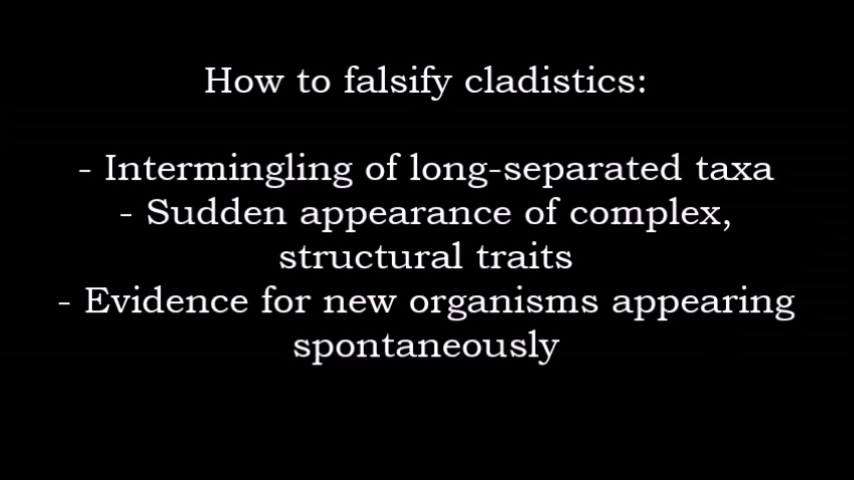 How to falsify cladistics:
- Intermingling of long-separated taxa
- Sudden appearance of complex,
structural traits
- Evidence for new organisms appearing
spontaneously